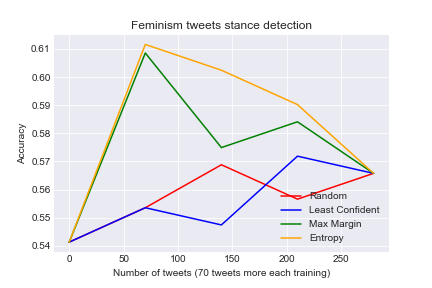 Feminism tweets stance detection
Accuracy
0.61
0.60
0.59
0.58
0.57
0.56
0.55
0.54
0
50
100
150
200
250
Number of tweets (70 tweets more each training)
Random
Least Confident
Max Margin
Entropy